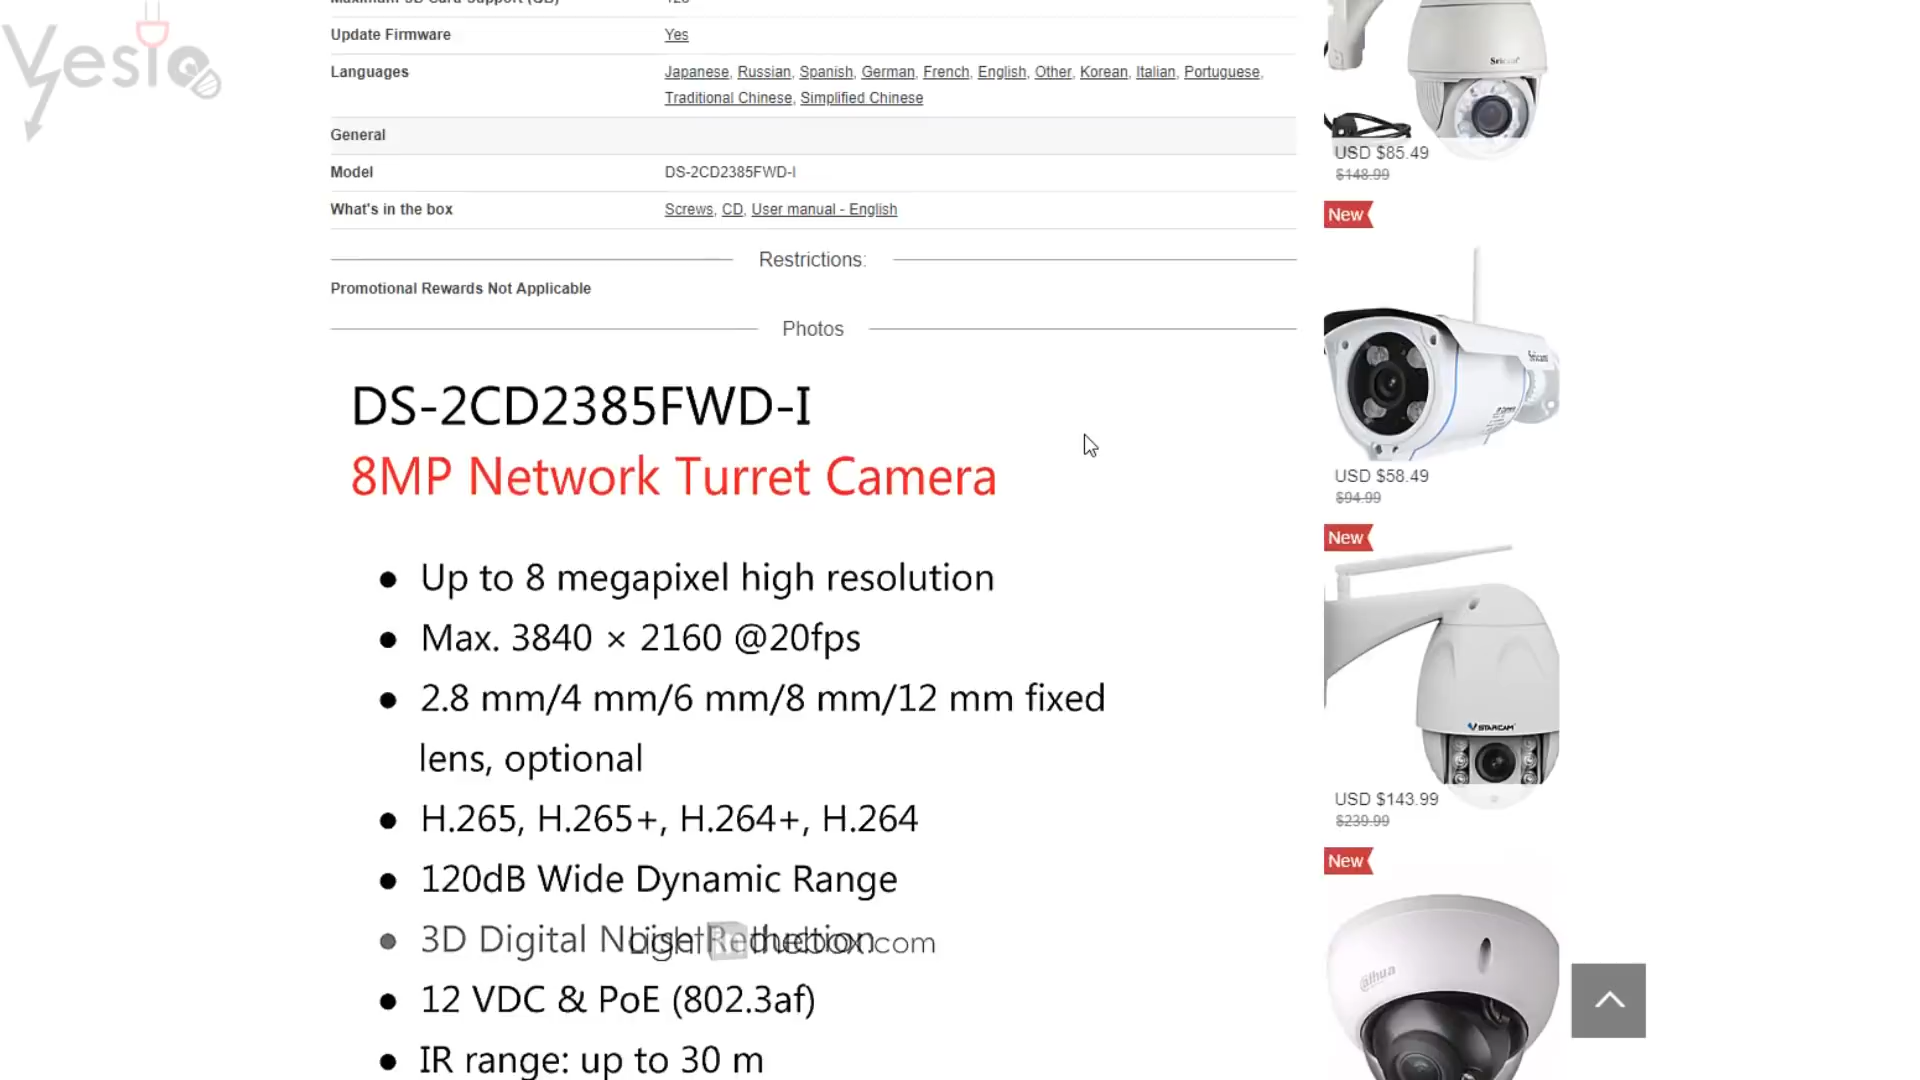 Yesio
Update Firmware Yes
Languages Japanese, Russian, Spanish, German, French, English, Other, Korean, Italian, Portuguese,
Traditional Chinese, Simplified Chinese
General
Model DS-2CD2385FWD-I
What's in the box Screws, CD, User manual - English
Restrictions:
Promotional Rewards Not Applicable
Photos
DS-2CD2385FWD-I
8MP Network Turret Camera
● Up to 8 megapixel high resolution
● Max. 3840 × 2160 @20fps
● 2.8 mm/4 mm/6 mm/8 mm/12 mm fixed
lens, optional
● H.265, H.265+, H.264+, H.264
● 120dB Wide Dynamic Range
● 3D Digital Noise Reduction
Lightinthebox.com
● 12 VDC & PoE (802.3af)
● IR range: up to 30 m
Sricam
USD $85.49
$148.99
New
Sricam
USD $58.49
$94.99
New
VSTARCAM
USD $143.99
$239.99
New
alhua